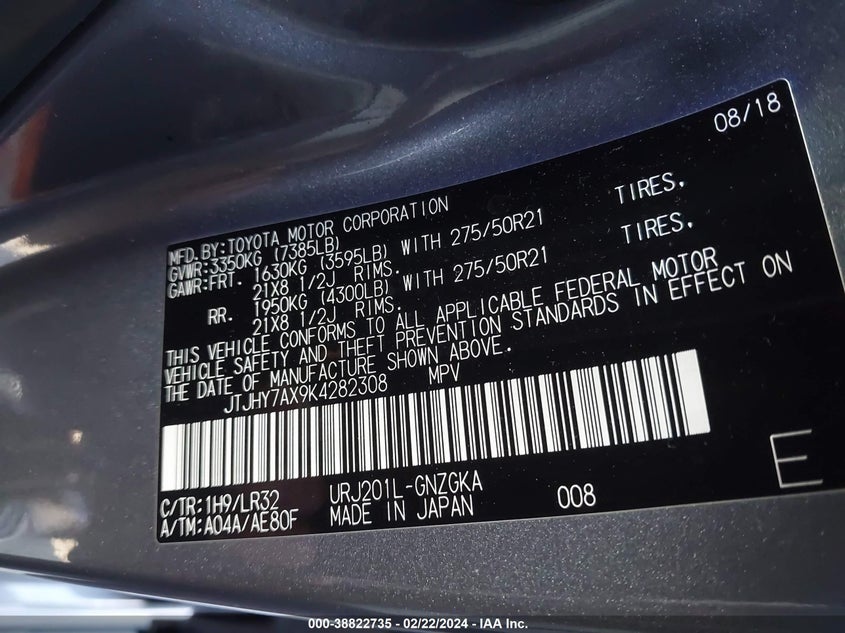 08/18
MFD.BY:TOYOTA MOTOR CORPORATION
GVWR:3350KG (7385LB)
GAWR:FRT. 1630KG (3595LB) WITH 275/50R21 TIRES,
21X8 1/2J RIMS.
RR. 1950KG (4300LB) WITH 275/50R21 TIRES,
21X8 1/2J RIMS.
THIS VEHICLE CONFORMS TO ALL APPLICABLE FEDERAL MOTOR
VEHICLE SAFETY AND THEFT PREVENTION STANDARDS IN EFFECT ON
THE DATE OF MANUFACTURE SHOWN ABOVE.
JTJHY7AX9K4282308 MPV
C/TR:1H9/LR32 URJ201L-GNZGKA 008 E
A/TM:A04A/AE80F MADE IN JAPAN
000-38822735 - 02/22/2024 - IAA Inc.